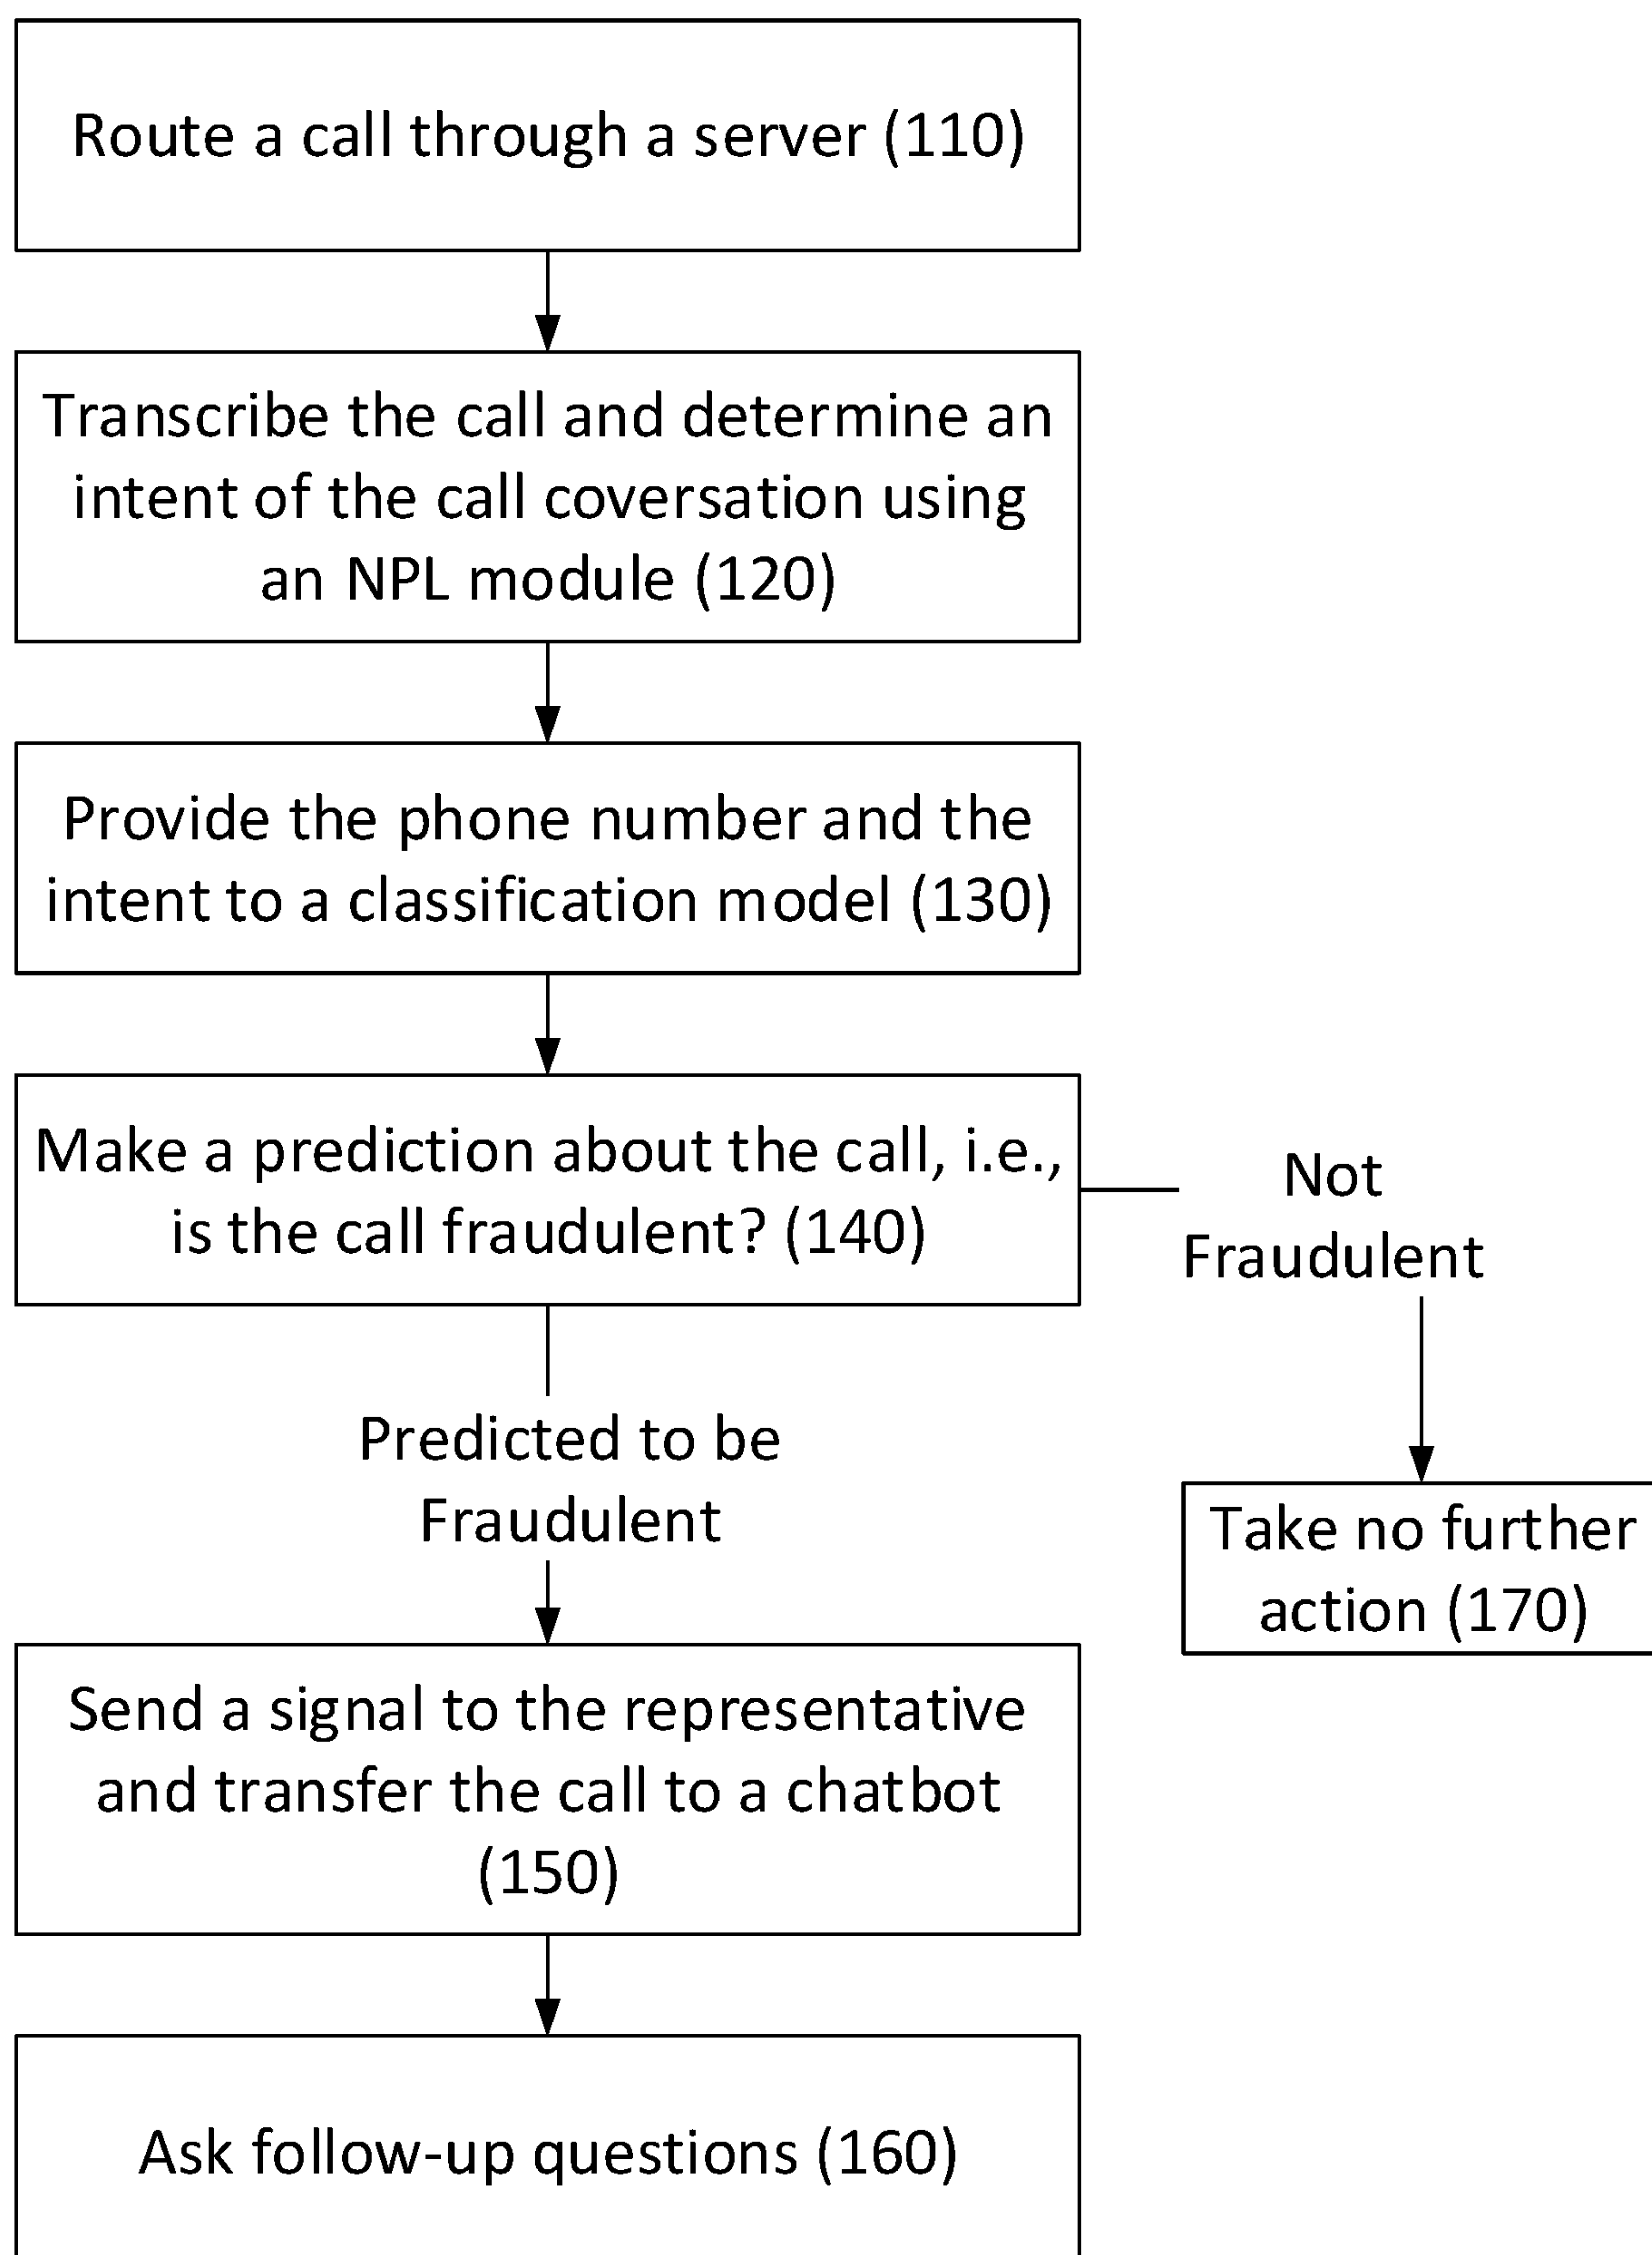 Route a call through a server (110)
Transcribe the call and determine an
intent of the call coversation using
an NPL module (120)
Provide the phone number and the
intent to a classification model (130)
Make a prediction about the call, i.e.,
is the call fraudulent? (140)
Not
Fraudulent
Predicted to be
Fraudulent
Take no further
action (170)
Send a signal to the representative
and transfer the call to a chatbot
(150)
Ask follow-up questions (160)